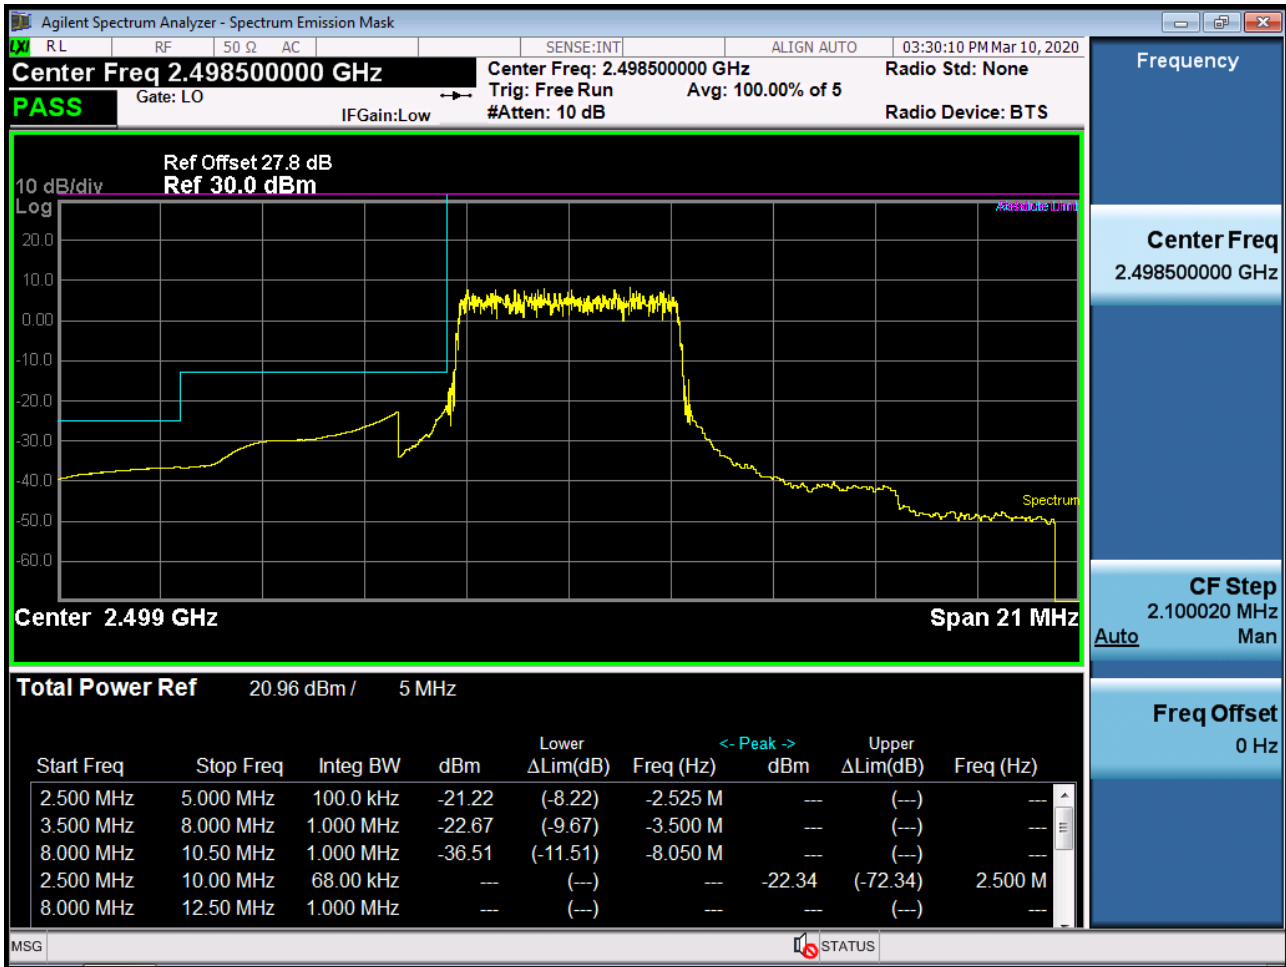 Agilent Spectrum Analyzer - Spectrum Emission Mask
LXI RL RF 50 Ω AC SENSE:INT ALIGN AUTO 03:30:10 PM Mar 10, 2020
Center Freq 2.498500000 GHz
Center Freq: 2.498500000 GHz
Radio Std: None
PASS
Gate: LO
Trig: Free Run
Avg: 100.00% of 5
IFGain:Low
#Atten: 10 dB
Radio Device: BTS
Ref Offset 27.8 dB
10 dB/div
Ref 30.0 dBm
Log
Absolute Limit
20.0
10.0
0.00
-10.0
-20.0
-30.0
-40.0
Spectrum
-50.0
-60.0
Center 2.499 GHz
Span 21 MHz
Total Power Ref 20.96 dBm / 5 MHz
Lower <- Peak -> Upper
Start Freq Stop Freq Integ BW dBm ΔLim(dB) Freq (Hz) dBm ΔLim(dB) Freq (Hz)
2.500 MHz 5.000 MHz 100.0 kHz -21.22 (-8.22) -2.525 M --- (---) ---
3.500 MHz 8.000 MHz 1.000 MHz -22.67 (-9.67) -3.500 M --- (---) ---
8.000 MHz 10.50 MHz 1.000 MHz -36.51 (-11.51) -8.050 M --- (---) ---
2.500 MHz 10.00 MHz 68.00 kHz --- (---) --- -22.34 (-72.34) 2.500 M
8.000 MHz 12.50 MHz 1.000 MHz --- (---) --- --- (---) ---
MSG
STATUS
Frequency
Center Freq
2.498500000 GHz
CF Step
2.100020 MHz
Auto Man
Freq Offset
0 Hz